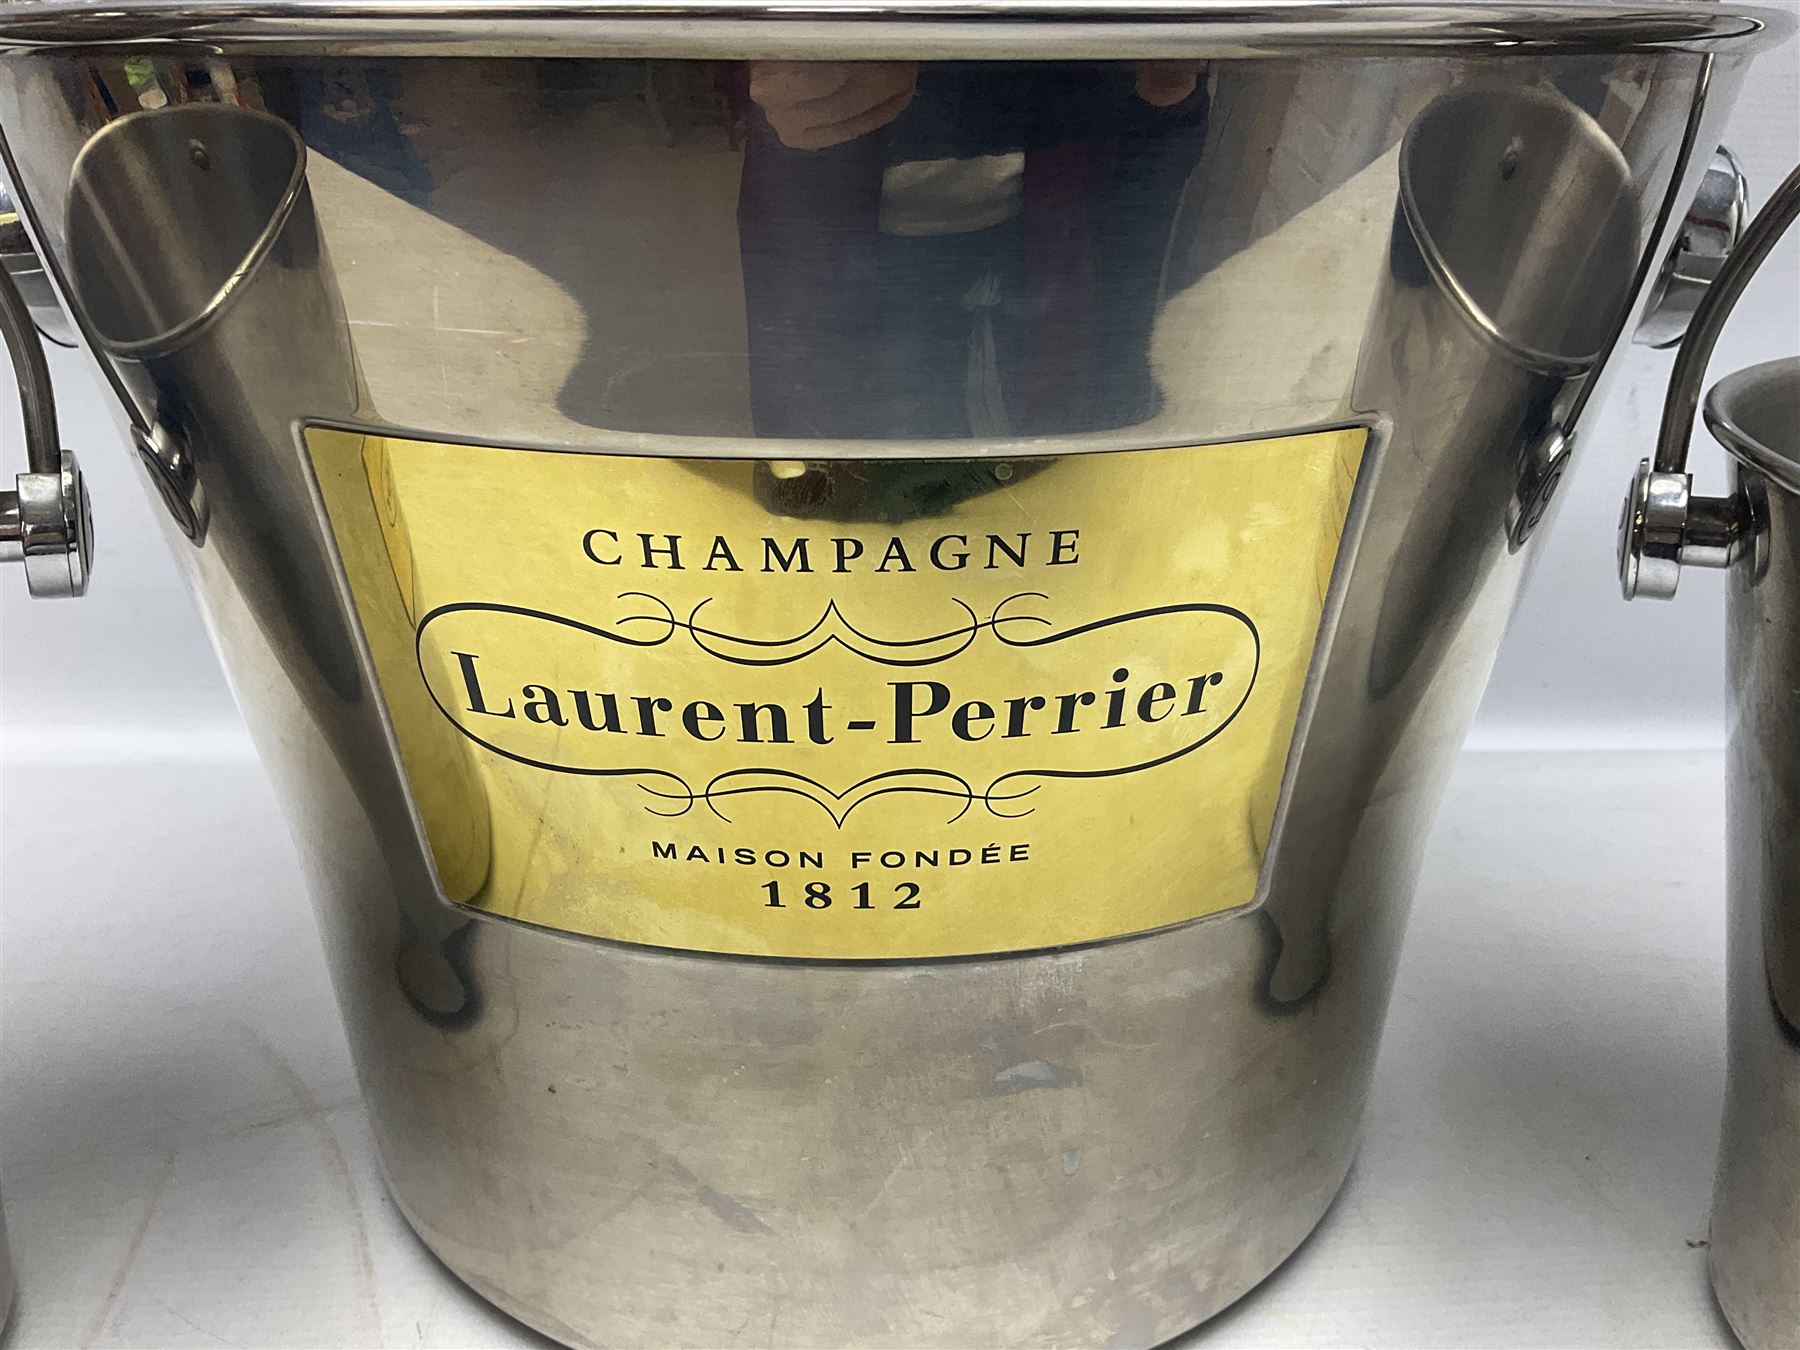 CHAMPAGNE
Laurent-Perrier
MAISON FONDÉE
1812